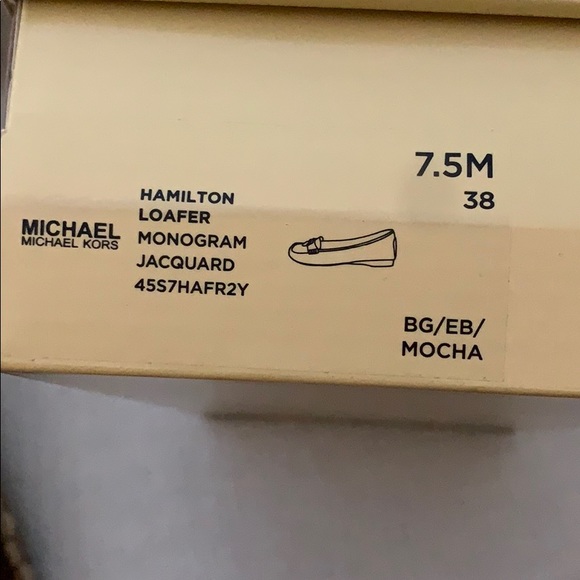 MICHAEL
MICHAEL KORS
HAMILTON
LOAFER
MONOGRAM
JACQUARD
45S7HAFR2Y
7.5M
38
BG/EB/
MOCHA